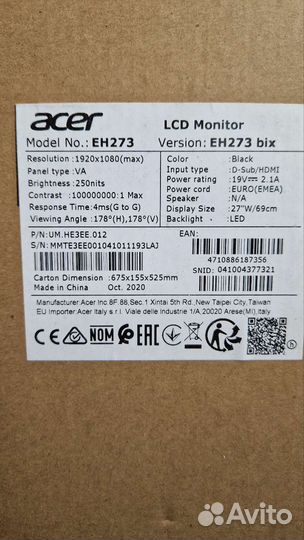 acer
LCD Monitor
Model No.: EH273
Version: EH273 bix
Resolution :1920x1080(max)
Panel type :VA
Brightness :250nits
Contrast :100000000:1 Max
Response Time :4ms(G to G)
Viewing Angle :178°(H),178°(V)
Color :Black
Input type :D-Sub/HDMI
Power rating :19V⎓ 2.1A
Power cord :EURO(EMEA)
Speaker :N/A
Display Size :27"W/69cm
Backlight :LED
P/N:UM.HE3EE.012
S/N:MMTE3EE001041011193LAJ
EAN:
4710886187356
SNID: 041004377321
Carton Dimension :675x155x525mm
Made in China Oct. 2020
Manufacturer Acer Inc 8F.88,Sec.1 Xintai 5th Rd.,New Taipei City,Taiwan
EU Importer Acer Italy s.r.l. Viale delle Industrie 1/A,20020 Arese(MI),Italy
CE
EAC
Avito